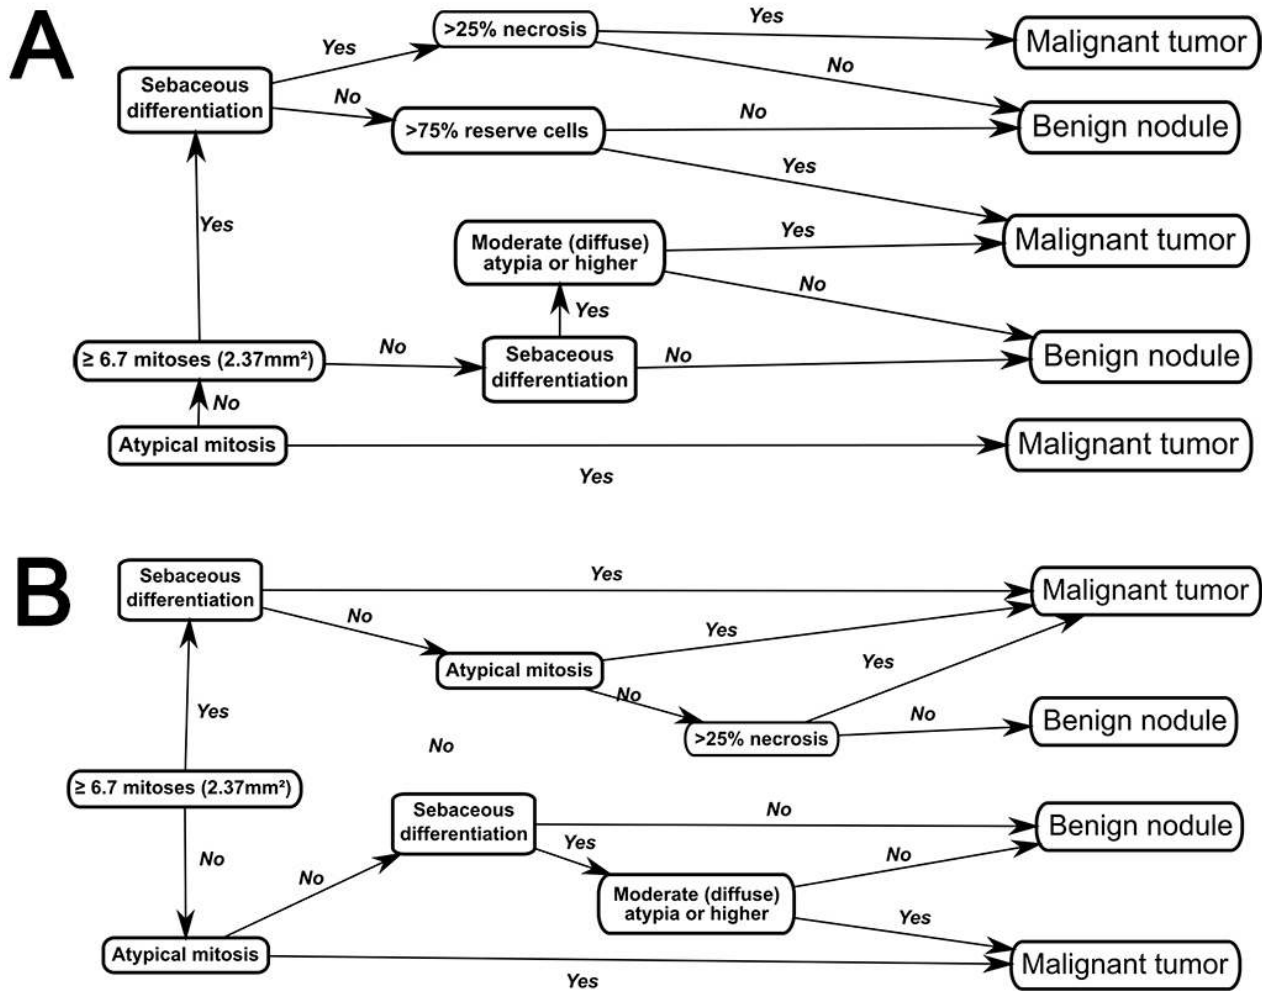 A
>25% necrosis
Yes
Malignant tumor
Yes
No
Sebaceous
differentiation
No
>75% reserve cells
No
Benign nodule
Yes
Yes
Moderate (diffuse)
atypia or higher
Yes
Malignant tumor
No
Yes
≥ 6.7 mitoses (2.37mm²)
No
Sebaceous
differentiation
No
Benign nodule
No
Atypical mitosis
Yes
Malignant tumor
B
Sebaceous
differentiation
Yes
Malignant tumor
No
Atypical mitosis
Yes
No
Yes
>25% necrosis
No
Benign nodule
Yes
No
≥ 6.7 mitoses (2.37mm²)
Sebaceous
differentiation
No
Benign nodule
Yes
No
No
No
Moderate (diffuse)
atypia or higher
Yes
Atypical mitosis
Yes
Malignant tumor